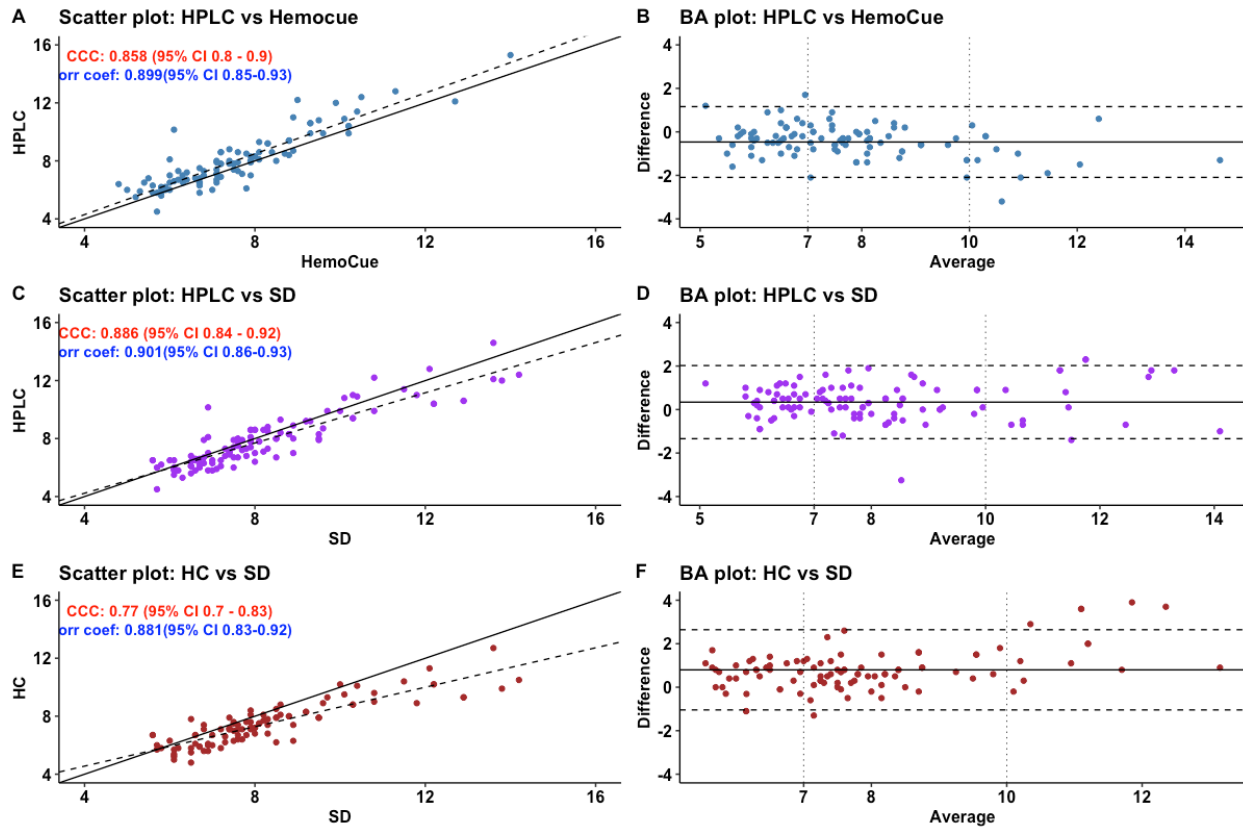 A Scatter plot: HPLC vs Hemocue
CCC: 0.858 (95% CI 0.8 - 0.9)
orr coef: 0.899(95% CI 0.85-0.93)
HPLC
16
12
8
4
4 8 12 16
HemoCue
B BA plot: HPLC vs HemoCue
Difference
4
2
0
-2
-4
5 7 8 10 12 14
Average
C Scatter plot: HPLC vs SD
CCC: 0.886 (95% CI 0.84 - 0.92)
orr coef: 0.901(95% CI 0.86-0.93)
HPLC
16
12
8
4
4 8 12 16
SD
D BA plot: HPLC vs SD
Difference
4
2
0
-2
-4
5 7 8 10 12 14
Average
E Scatter plot: HC vs SD
CCC: 0.77 (95% CI 0.7 - 0.83)
orr coef: 0.881(95% CI 0.83-0.92)
HC
16
12
8
4
4 8 12 16
SD
F BA plot: HC vs SD
Difference
4
2
0
-2
-4
7 8 10 12
Average